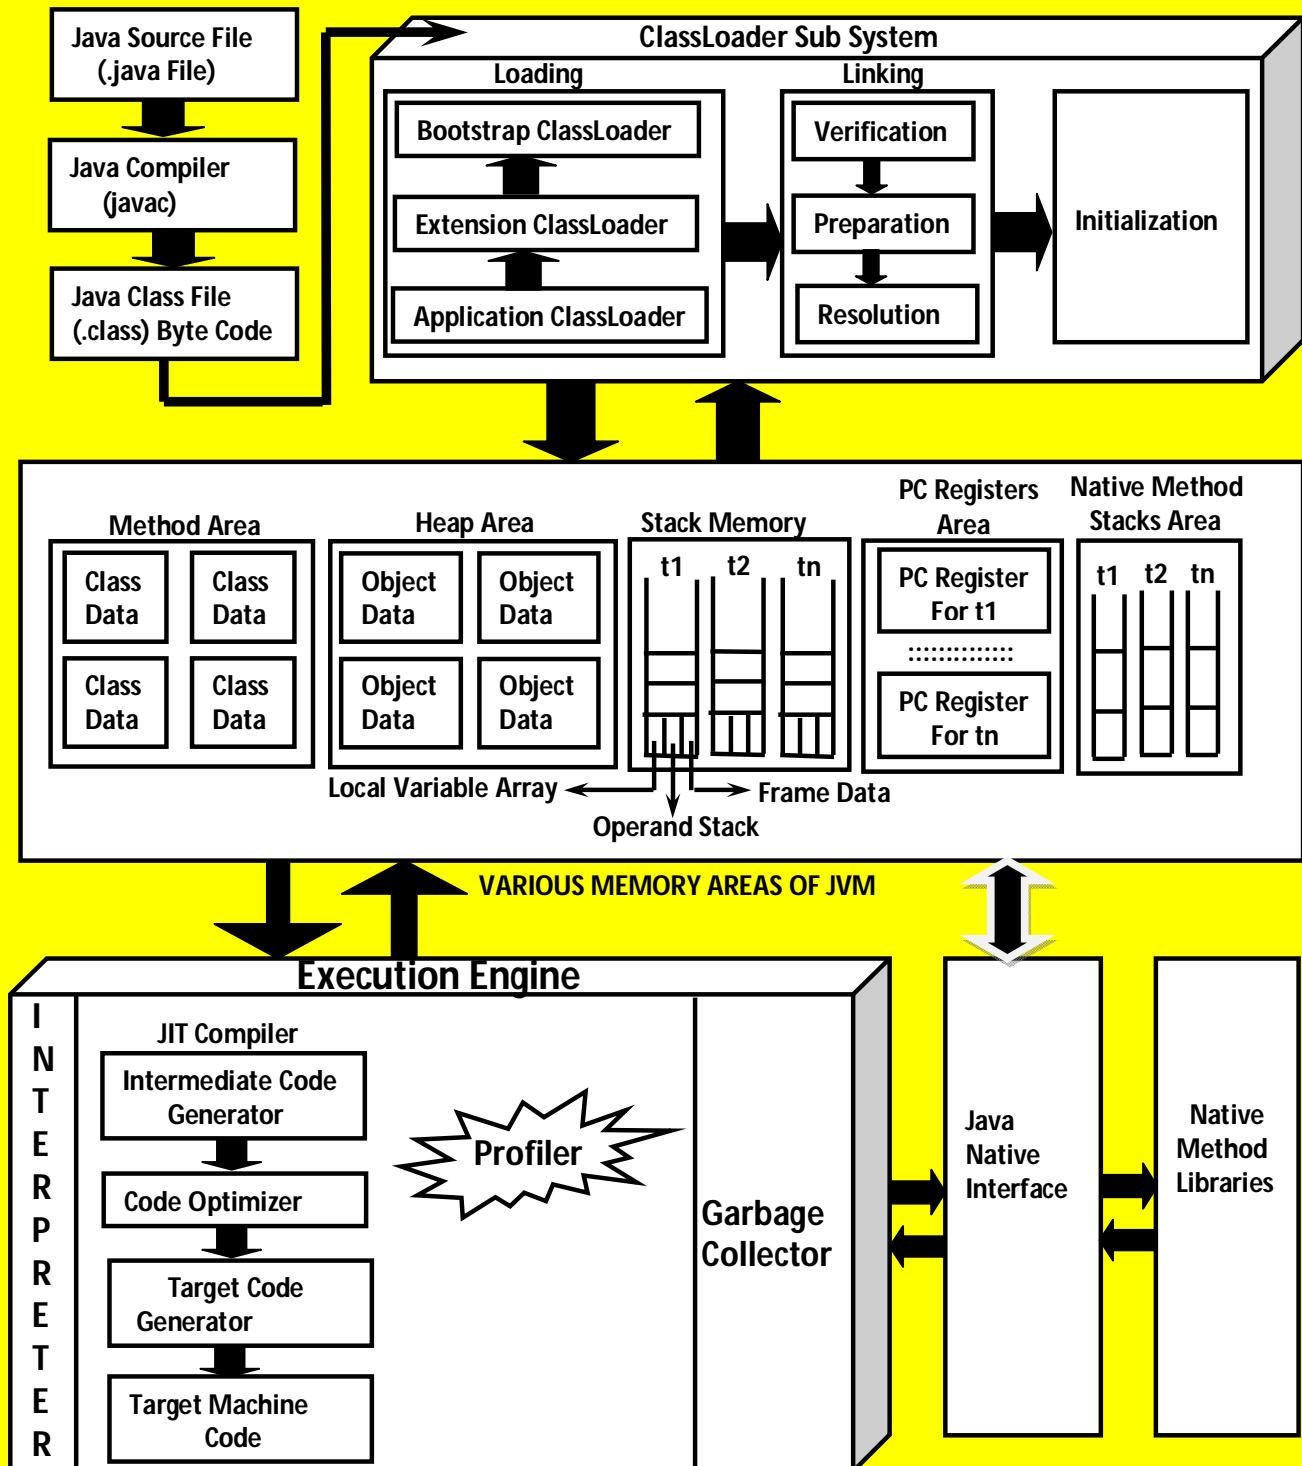 Java Source File
(.java File)
Java Compiler
(javac)
Java Class File
(.class) Byte Code
ClassLoader Sub System
Loading
Bootstrap ClassLoader
Extension ClassLoader
Application ClassLoader
Linking
Verification
Preparation
Resolution
Initialization
Method Area
Class
Data
Class
Data
Class
Data
Class
Data
Heap Area
Object
Data
Object
Data
Object
Data
Object
Data
Stack Memory
t1
t2
tn
Local Variable Array
Operand Stack
Frame Data
PC Registers
Area
PC Register
For t1
::::::::::::::
PC Register
For tn
Native Method
Stacks Area
t1
t2
tn
VARIOUS MEMORY AREAS OF JVM
Execution Engine
INTERPRETER
JIT Compiler
Intermediate Code
Generator
Code Optimizer
Target Code
Generator
Target Machine
Code
Profiler
Garbage
Collector
Java
Native
Interface
Native
Method
Libraries